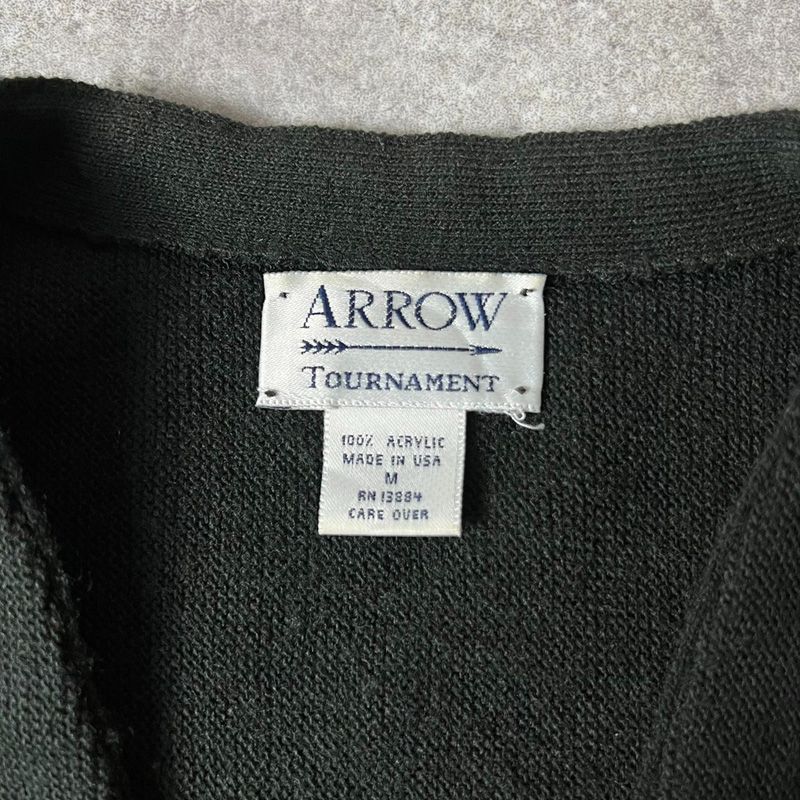 ARROW
TOURNAMENT
100% ACRYLIC
MADE IN USA
M
RN 13884
CARE OVER